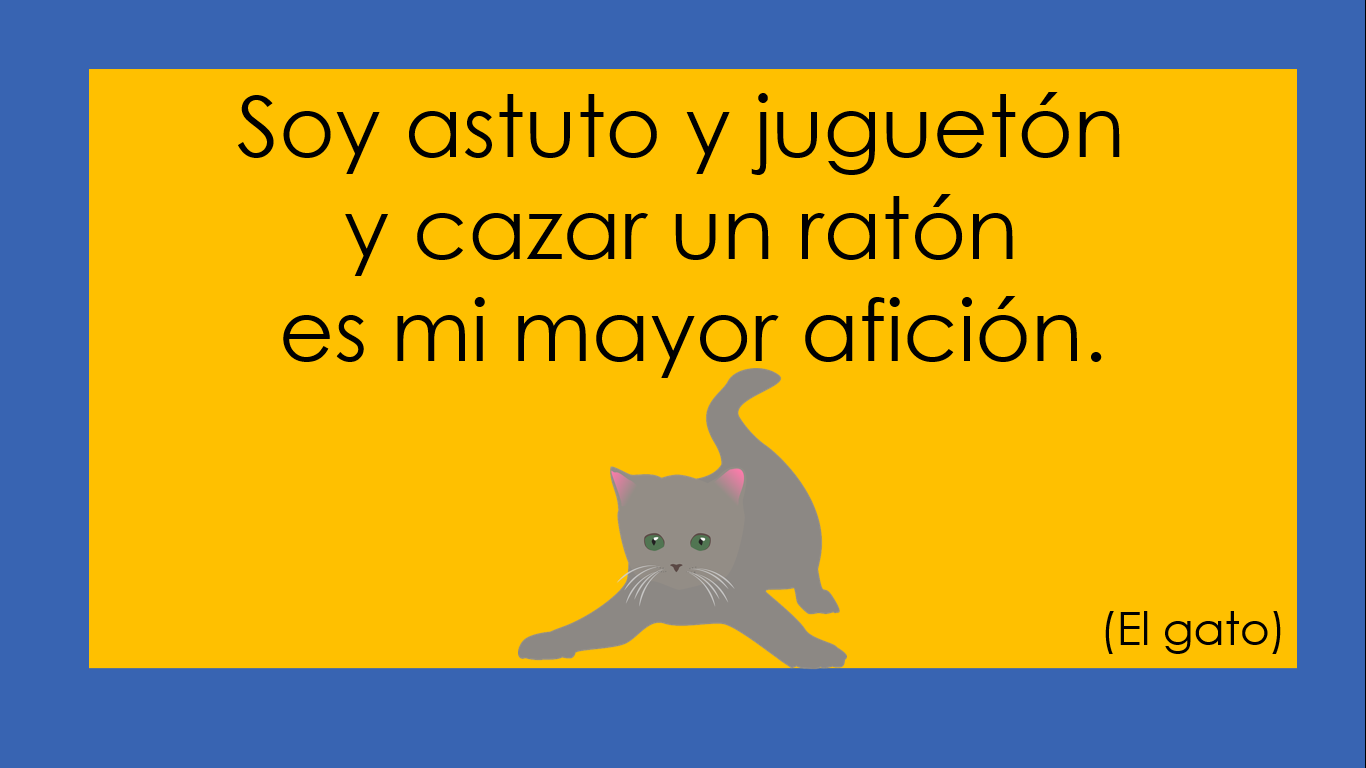 Soy astuto y juguetón
y cazar un ratón
es mi mayor afición.
(El gato)